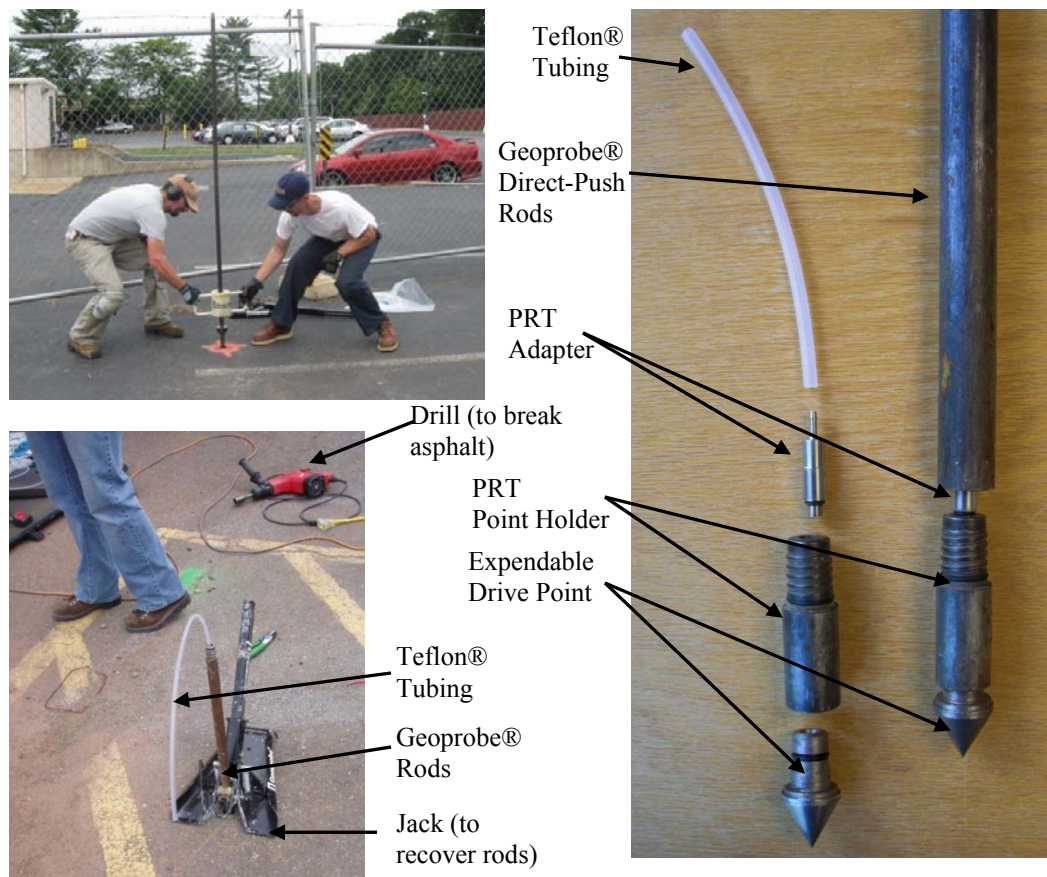 Teflon®
Tubing
Geoprobe®
Direct-Push
Rods
PRT
Adapter
Drill (to break
asphalt)
PRT
Point Holder
Expendable
Drive Point
Teflon®
Tubing
Geoprobe®
Rods
Jack (to
recover rods)